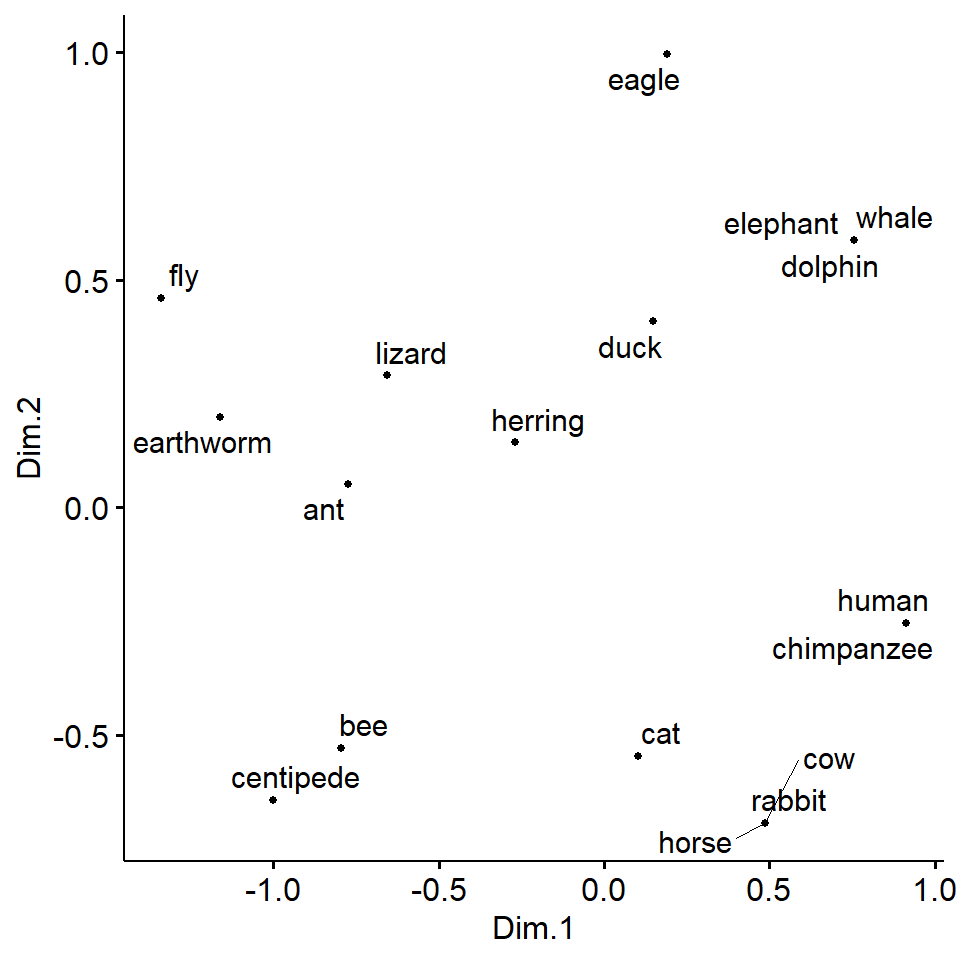 1.0
eagle
whale
elephant
dolphin
fly
0.5
duck
lizard
herring
Dim.2
earthworm
ant
0.0
human
chimpanzee
bee
cat
-0.5
cow
centipede
rabbit
horse
-1.0 -0.5 0.0 0.5 1.0
Dim.1